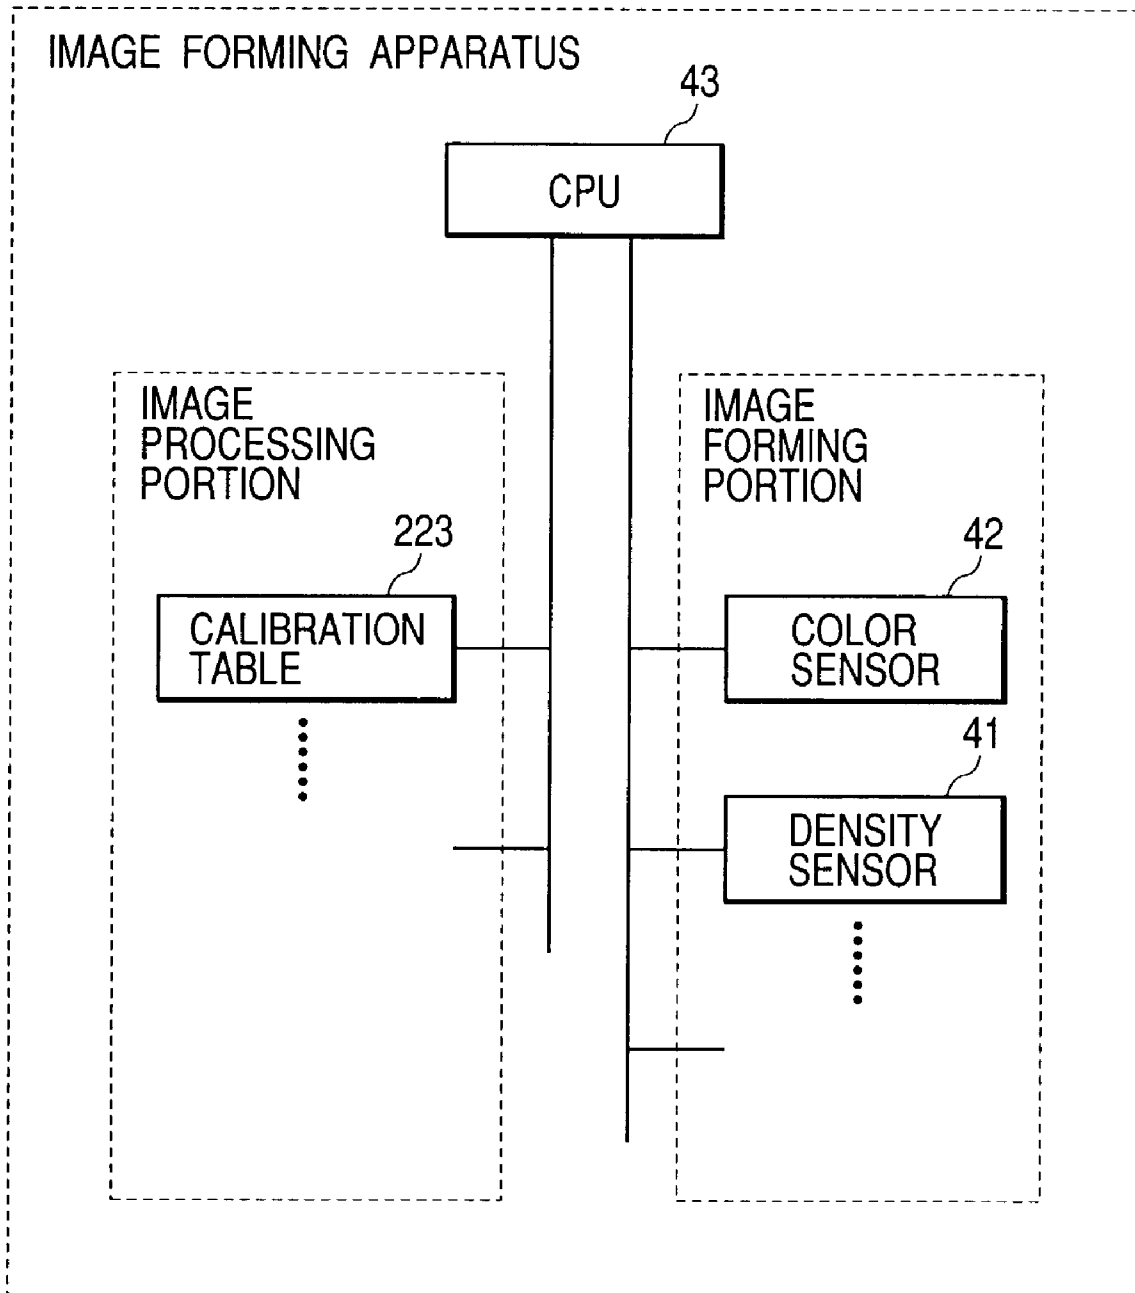 IMAGE FORMING APPARATUS
43
CPU
IMAGE
PROCESSING
PORTION
223
CALIBRATION
TABLE
IMAGE
FORMING
PORTION
42
COLOR
SENSOR
41
DENSITY
SENSOR